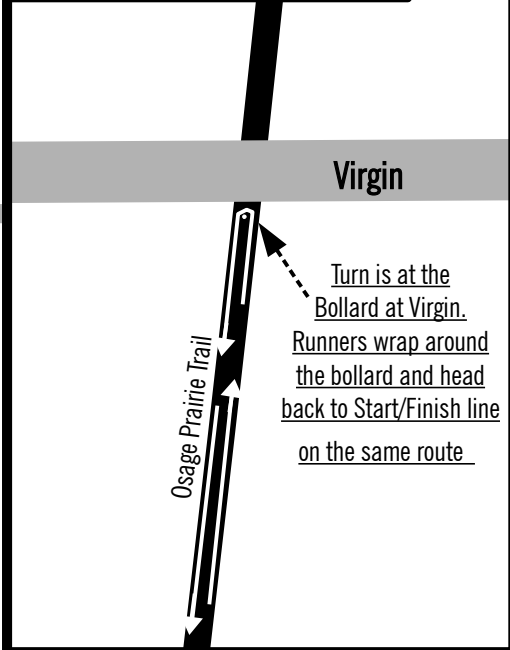 Virgin
Turn is at the
Bollard at Virgin.
Runners wrap around
the bollard and head
back to Start/Finish line
on the same route
Osage Prairie Trail